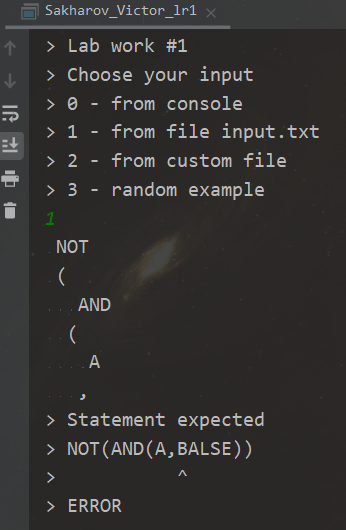 Sakharov_Victor_lr1 ×
> Lab work #1
> Choose your input
> 0 - from console
> 1 - from file input.txt
> 2 - from custom file
> 3 - random example
1
NOT
(
AND
(
A
,
> Statement expected
> NOT(AND(A,BALSE))
> ^
> ERROR